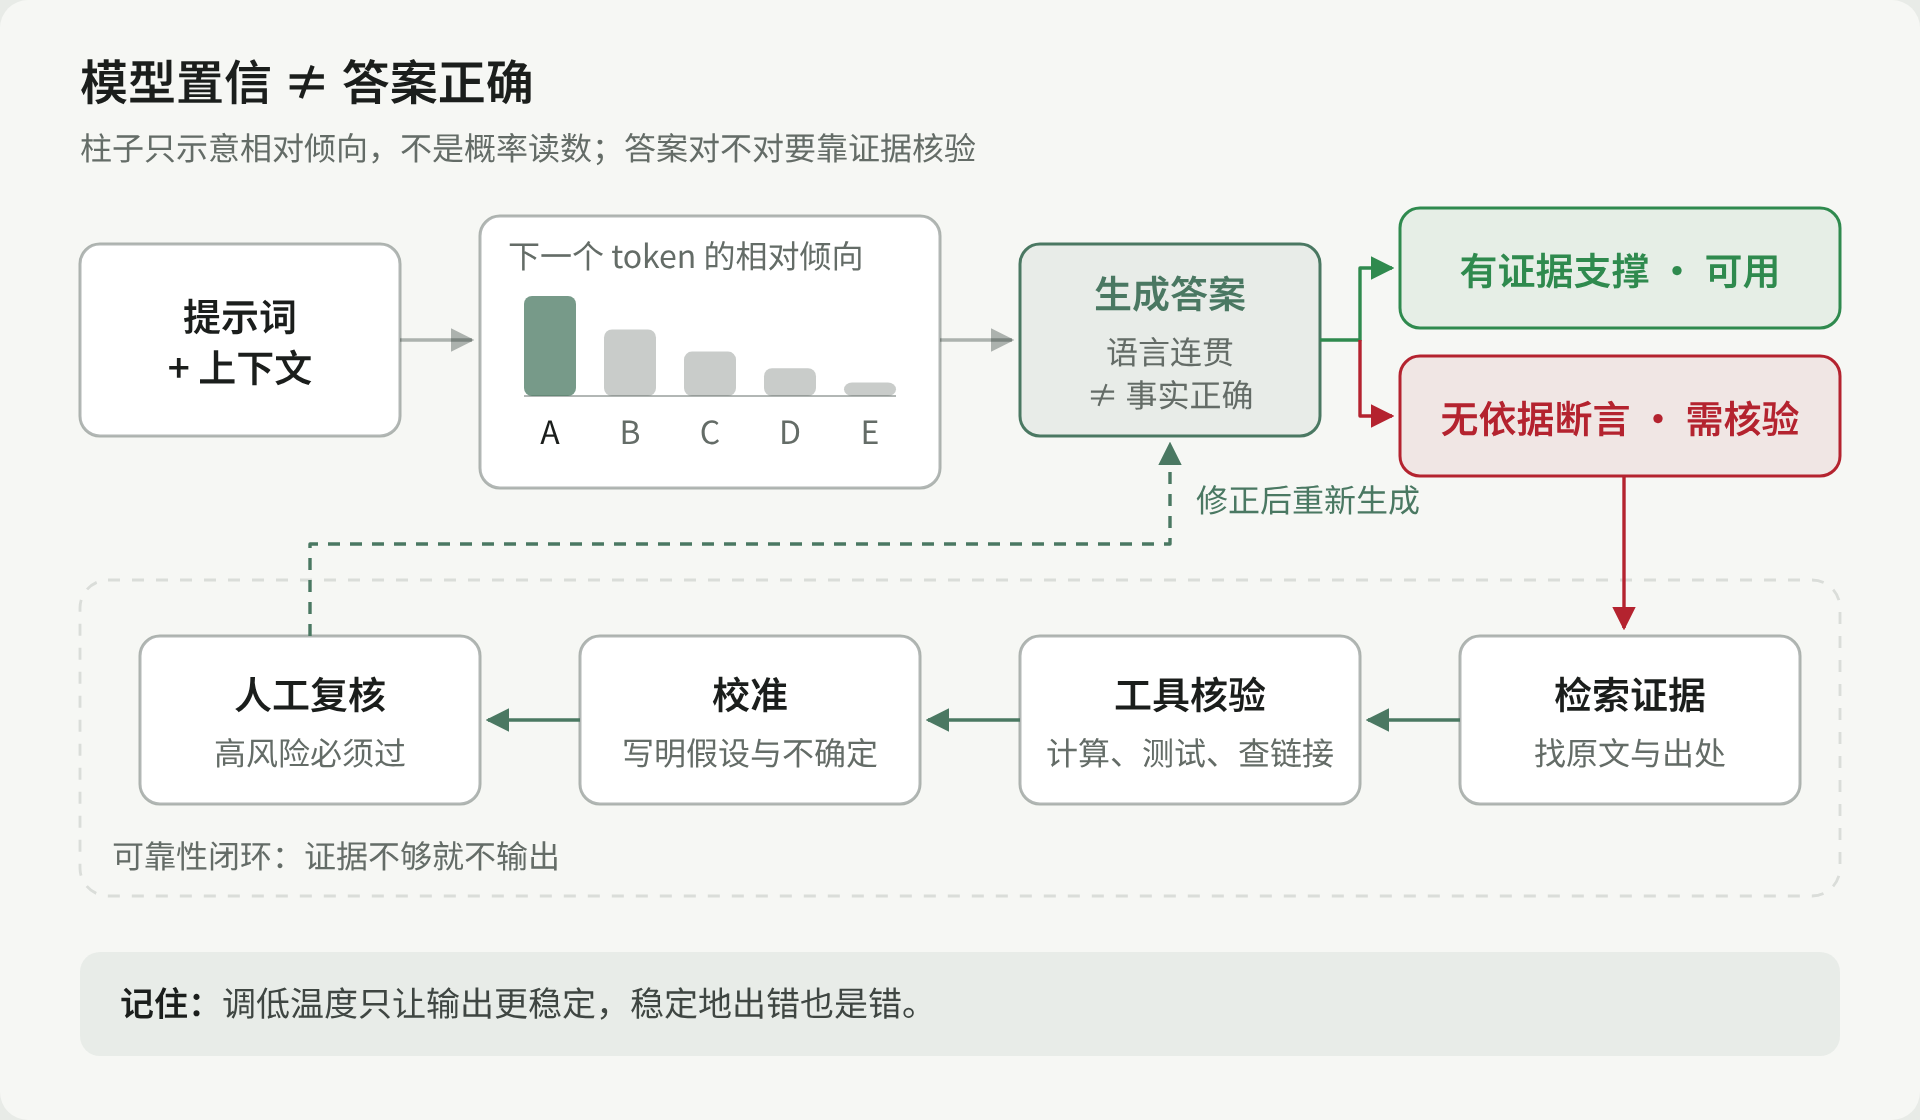 模型置信 ≠ 答案正确
柱子只示意相对倾向，不是概率读数；答案对不对要靠证据核验
提示词
+ 上下文
下一个 token 的相对倾向
A B C D E
生成答案
语言连贯
≠ 事实正确
有证据支撑 · 可用
无依据断言 · 需核验
修正后重新生成
人工复核
高风险必须过
校准
写明假设与不确定
工具核验
计算、测试、查链接
检索证据
找原文与出处
可靠性闭环：证据不够就不输出
记住：调低温度只让输出更稳定，稳定地出错也是错。